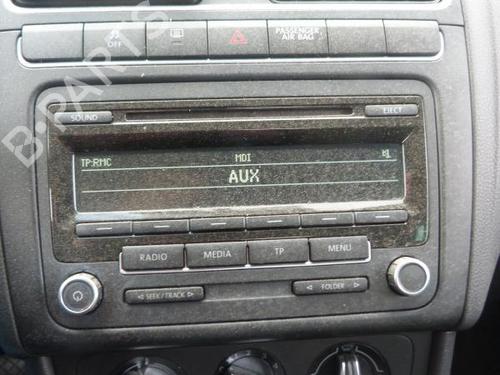 OFF
PASSENGER
AIR BAG
SOUND
EJECT
TP:RMC
MDI
AUX
RADIO
MEDIA
TP
MENU
SEEK/TRACK
FOLDER
B-PARTS